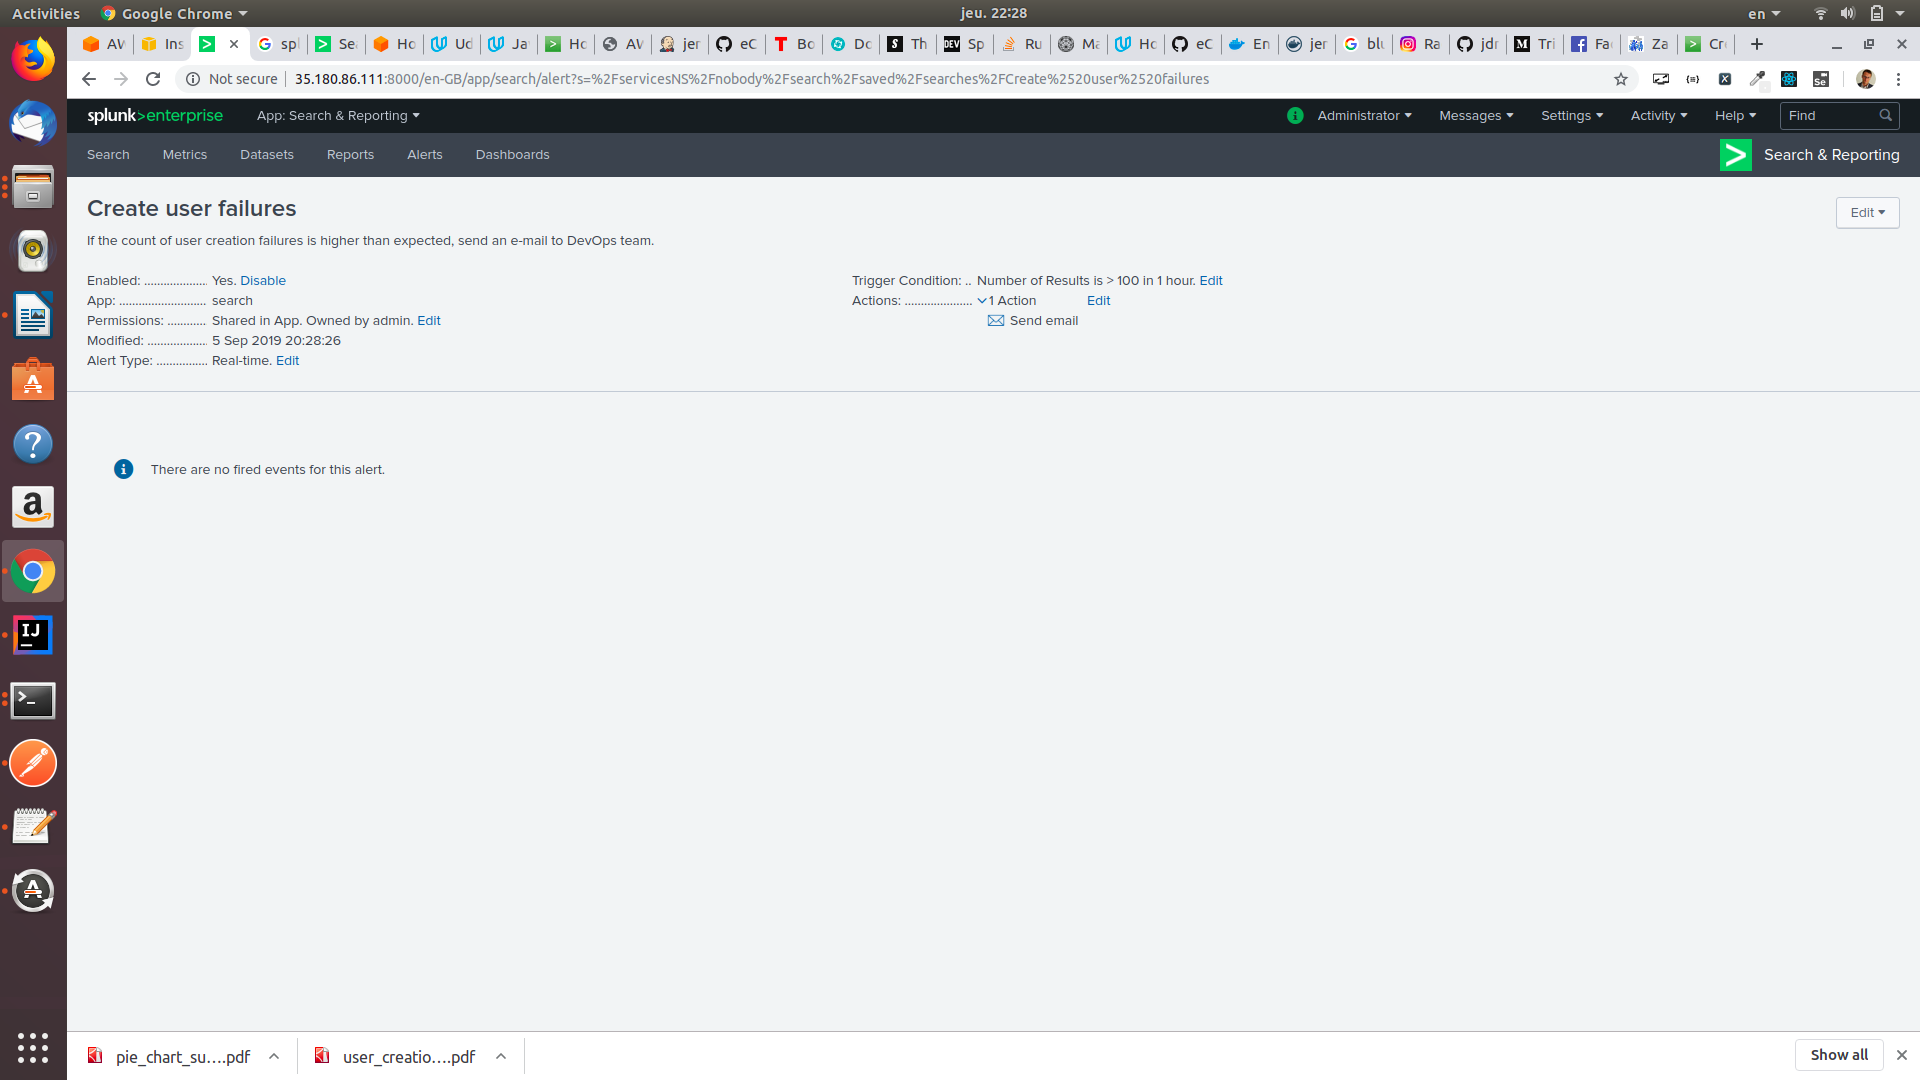 Activities Google Chrome jeu. 22:28 en
AW Ins spl Sea Ho Ud Ja Ho AW jer eC Bo Do Th Sp Ru Ma Ho eC En jer blu Ra jdr Tri Fac Za Cre
Not secure 35.180.86.111:8000/en-GB/app/search/alert?s=%2FservicesNS%2Fnobody%2Fsearch%2Fsaved%2Fsearches%2FCreate%2520user%2520failures
splunk>enterprise App: Search & Reporting Administrator Messages Settings Activity Help Find
Search Metrics Datasets Reports Alerts Dashboards Search & Reporting
Create user failures
Edit
If the count of user creation failures is higher than expected, send an e-mail to DevOps team.
Enabled: ................... Yes. Disable
App: .......................... search
Permissions: ............ Shared in App. Owned by admin. Edit
Modified: .................. 5 Sep 2019 20:28:26
Alert Type: ................ Real-time. Edit
Trigger Condition: .. Number of Results is > 100 in 1 hour. Edit
Actions: ..................... 1 Action Edit
Send email
There are no fired events for this alert.
pie_chart_su....pdf user_creatio....pdf Show all